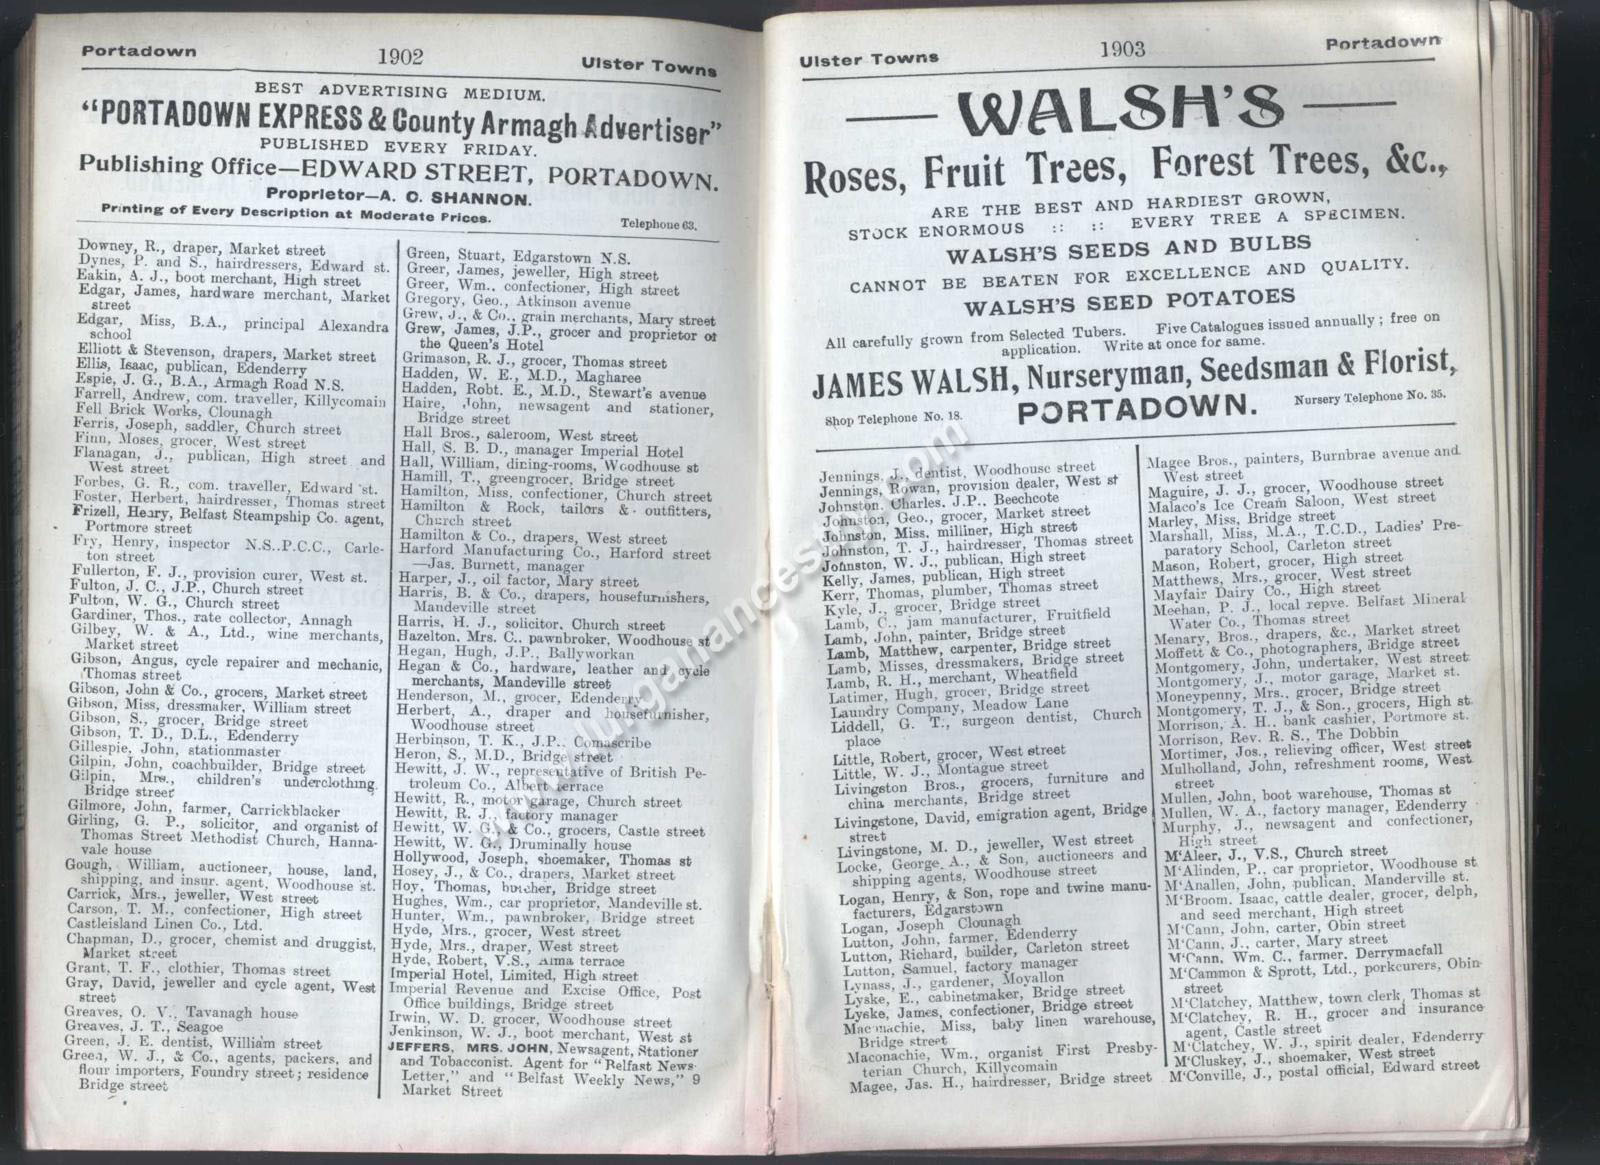 Portadown 1902 Ulster Towns
BEST ADVERTISING MEDIUM.
"PORTADOWN EXPRESS & County Armagh Advertiser"
PUBLISHED EVERY FRIDAY.
Publishing Office—EDWARD STREET, PORTADOWN.
Proprietor—A. C. SHANNON.
Printing of Every Description at Moderate Prices. Telephone 63.
Downey, R., draper, Market street
Dynes, P. and S., hairdressers, Edward st.
Eakin, A. J., boot merchant, High street
Edgar, James, hardware merchant, Market
street
Edgar, Miss, B.A., principal Alexandra
school
Elliott & Stevenson, drapers, Market street
Ellis, Isaac, publican, Edenderry
Espie, J. G., B.A., Armagh Road N.S.
Farrell, Andrew, com. traveller, Killycomain
Fell Brick Works, Clounagh
Ferris, Joseph, saddler, Church street
Finn, Moses, grocer, West street
Flanagan, J., publican, High street and
West street
Forbes, G. R., com. traveller, Edward st.
Foster, Herbert, hairdresser, Thomas street
Frizell, Henry, Belfast Steampship Co. agent,
Portmore street
Fry, Henry, inspector N.S..P.C.C., Carle-
ton street
Fullerton, F. J., provision curer, West st.
Fulton, J. C., J.P., Church street
Fulton, W. G., Church street
Gardiner, Thos., rate collector, Annagh
Gilbey, W. & A., Ltd., wine merchants,
Market street
Gibson, Angus, cycle repairer and mechanic,
Thomas street
Gibson, John & Co., grocers, Market street
Gibson, Miss, dressmaker, William street
Gibson, S., grocer, Bridge street
Gibson, T. D., D.L., Edenderry
Gillespie, John, stationmaster
Gilpin, John, coachbuilder, Bridge street
Gilpin, Mrs., children's underclothing,
Bridge street
Gilmore, John, farmer, Carrickblacker
Girling, G. P., solicitor, and organist of
Thomas Street Methodist Church, Hanna-
vale house
Gough, William, auctioneer, house, land,
shipping, and insur. agent, Woodhouse st.
Carrick, Mrs., jeweller, West street
Carson, T. M., confectioner, High street
Castleisland Linen Co., Ltd.
Chapman, D., grocer, chemist and druggist,
Market street
Grant, T. F., clothier, Thomas street
Gray, David, jeweller and cycle agent, West
street
Greaves, O. V., Tavanagh house
Greaves, J. T., Seagoe
Green, J. E. dentist, William street
Green, W. J., & Co., agents, packers, and
flour importers, Foundry street; residence
Bridge street
Green, Stuart, Edgarstown N.S.
Greer, James, jeweller, High street
Greer, Wm., confectioner, High street
Gregory, Geo., Atkinson avenue
Grew, J., & Co., grain merchants, Mary street
Grew, James, J.P., grocer and proprietor of
the Queen's Hotel
Grimason, R. J., grocer, Thomas street
Hadden, W. E., M.D., Magharee
Hadden, Robt. E., M.D., Stewart's avenue
Haire, John, newsagent and stationer,
Bridge street
Hall Bros., saleroom, West street
Hall, S. B. D., manager Imperial Hotel
Hall, William, dining-rooms, Woodhouse st
Hamill, T., greengrocer, Bridge street
Hamilton, Miss, confectioner, Church street
Hamilton & Rock, tailors & outfitters,
Church street
Hamilton & Co., drapers, West street
Harford Manufacturing Co., Harford street
—Jas. Burnett, manager
Harper, J., oil factor, Mary street
Harris, B. & Co., drapers, housefurnishers,
Mandeville street
Harris, H. J., solicitor, Church street
Hazelton, Mrs. C., pawnbroker, Woodhouse st
Hegan, Hugh, J.P., Ballyworkan
Hegan & Co., hardware, leather and cycle
merchants, Mandeville street
Henderson, M., grocer, Edenderry
Herbert, A., draper and housefurnisher,
Woodhouse street
Herbinson, T. K., J.P., Comascribe
Heron, S., M.D., Bridge street
Hewitt, J. W., representative of British Pe-
troleum Co., Albert terrace
Hewitt, R., motor garage, Church street
Hewitt, R. J., factory manager
Hewitt, W. G., & Co., grocers, Castle street
Hewitt, W. G., Druminally house
Hollywood, Joseph, shoemaker, Thomas st
Hosey, J., & Co., drapers, Market street
Hoy, Thomas, butcher, Bridge street
Hughes, Wm., car proprietor, Mandeville st.
Hunter, Wm., pawnbroker, Bridge street
Hyde, Mrs., grocer, West street
Hyde, Mrs., draper, West street
Hyde, Robert, V.S., Alma terrace
Imperial Hotel, Limited, High street
Imperial Revenue and Excise Office, Post
Office buildings, Bridge street
Irwin, W. D. grocer, Woodhouse street
Jenkinson, W. J., boot merchant, West st
JEFFERS, MRS. JOHN, Newsagent, Stationer
and Tobacconist. Agent for "Belfast News-
Letter," and "Belfast Weekly News," 9
Market Street
Ulster Towns 1903 Portadown
WALSH'S
Roses, Fruit Trees, Forest Trees, &c.,
ARE THE BEST AND HARDIEST GROWN,
STOCK ENORMOUS :: :: EVERY TREE A SPECIMEN.
WALSH'S SEEDS AND BULBS
CANNOT BE BEATEN FOR EXCELLENCE AND QUALITY.
WALSH'S SEED POTATOES
All carefully grown from Selected Tubers. Five Catalogues issued annually; free on
application. Write at once for same.
JAMES WALSH, Nurseryman, Seedsman & Florist,
Shop Telephone No. 18. PORTADOWN. Nursery Telephone No. 35.
Jennings, J., dentist, Woodhouse street
Jennings, Rowan, provision dealer, West st
Johnston, Charles. J.P.. Beechcote
Johnston, Geo., grocer, Market street
Johnston, Miss. milliner, High street
Johnston, T. J., hairdresser, Thomas street
Johnston, W. J., publican, High street
Kelly, James, publican, High street
Kerr, Thomas, plumber, Thomas street
Kyle, J., grocer, Bridge street
Lamb, C., jam manufacturer, Fruitfield
Lamb, John, painter, Bridge street
Lamb, Matthew, carpenter, Bridge street
Lamb, Misses, dressmakers, Bridge street
Lamb, R. H., merchant, Wheatfield
Latimer, Hugh, grocer, Bridge street
Laundry Company, Meadow Lane
Liddell, G. T., surgeon dentist, Church
place
Little, Robert, grocer, West street
Little, W. J., Montague street
Livingston Bros., grocers, furniture and
china merchants, Bridge street
Livingstone, David, emigration agent, Bridge
street
Livingstone, M. D., jeweller, West street
Locke, George A., & Son, auctioneers and
shipping agents, Woodhouse street
Logan, Henry, & Son, rope and twine manu-
facturers, Edgarstown
Logan, Joseph Clounagh
Lutton, John, farmer, Edenderry
Lutton, Richard, builder, Carleton street
Lutton, Samuel, factory manager
Lynass, J., gardener, Moyallon
Lyske, E., cabinetmaker, Bridge street
Lyske, James, confectioner, Bridge street
Maconachie, Miss, baby linen warehouse,
Bridge street
Maconachie, Wm., organist First Presby-
terian Church, Killycomain
Magee, Jas. H., hairdresser, Bridge street
Magee Bros., painters, Burnbrae avenue and
West street
Maguire, J. J., grocer, Woodhouse street
Malaco's Ice Cream Saloon, West street
Marley, Miss, Bridge street
Marshall, Miss, M.A., T.C.D., Ladies' Pre-
paratory School, Carleton street
Mason, Robert, grocer, High street
Matthews, Mrs., grocer, West street
Mayfair Dairy Co., High street
Meehan, P. J., local repve. Belfast Mineral
Water Co., Thomas street
Menary, Bros., drapers, &c., Market street
Moffett & Co., photographers, Bridge street
Montgomery, John, undertaker, West street
Montgomery, J., motor garage, Market st.
Moneypenny, Mrs., grocer, Bridge street
Montgomery, T. J., & Son., grocers, High st.
Morrison, A. H.. bank cashier, Portmore st.
Morrison, Rev. R. S., The Dobbin
Mortimer, Jos., relieving officer, West street
Mulholland, John, refreshment rooms, West
street
Mullen, John, boot warehouse, Thomas st
Mullen, W. A., factory manager, Edenderry
Murphy, J., newsagent and confectioner,
High street
M'Aleer, J., V.S., Church street
M'Alinden, P., car proprietor, Woodhouse st
M'Anallen, John, publican, Manderville st.
M'Broom, Isaac, cattle dealer, grocer, delph,
and seed merchant, High street
M'Cann, John, carter, Obin street
M'Cann, J., carter, Mary street
M'Cann, Wm. C., farmer, Derrymacfall
M'Cammon & Sprott, Ltd., porkcurers, Obin
street
M'Clatchey, Matthew, town clerk, Thomas st
M'Clatchey, R. H., grocer and insurance
agent, Castle street
M'Clatchey, W. J., spirit dealer, Edenderry
M'Cluskey, J., shoemaker, West street
M'Conville, J., postal official, Edward street
www.lurganancestry.com